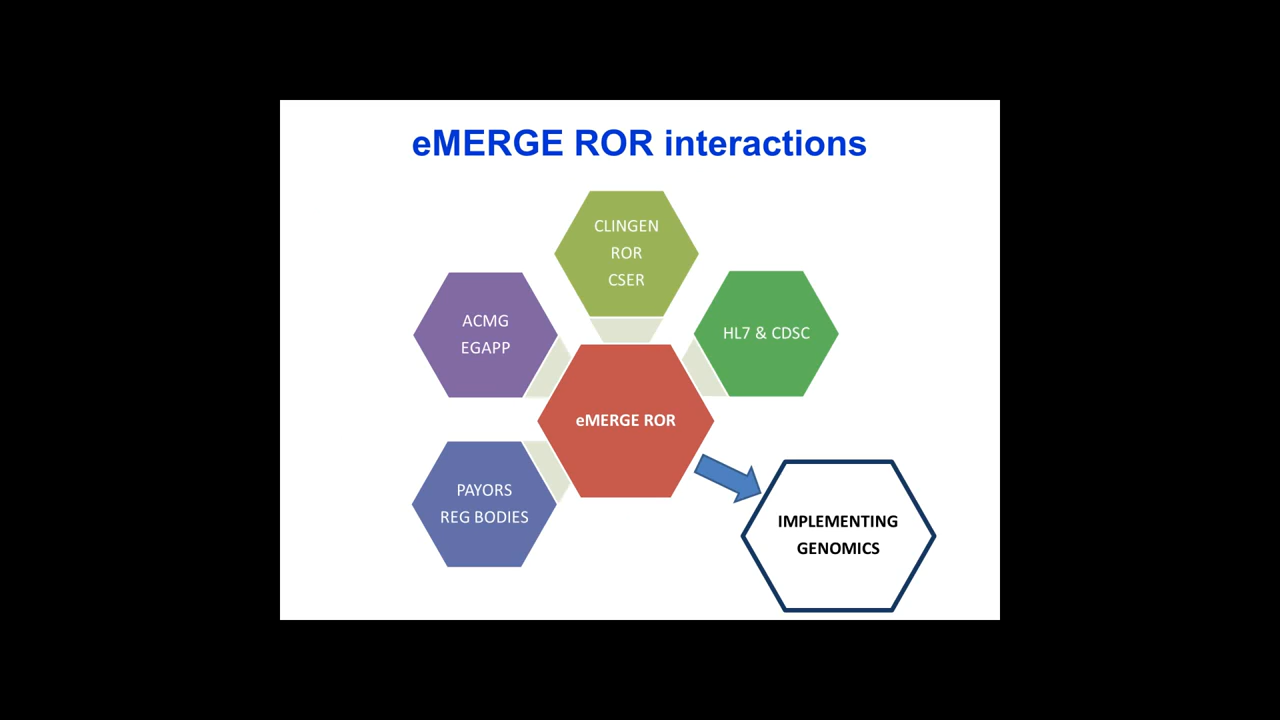 eMERGE ROR interactions
CLINGEN
ROR
CSER
ACMG
EGAPP
HL7 & CDSC
eMERGE ROR
PAYORS
REG BODIES
IMPLEMENTING
GENOMICS